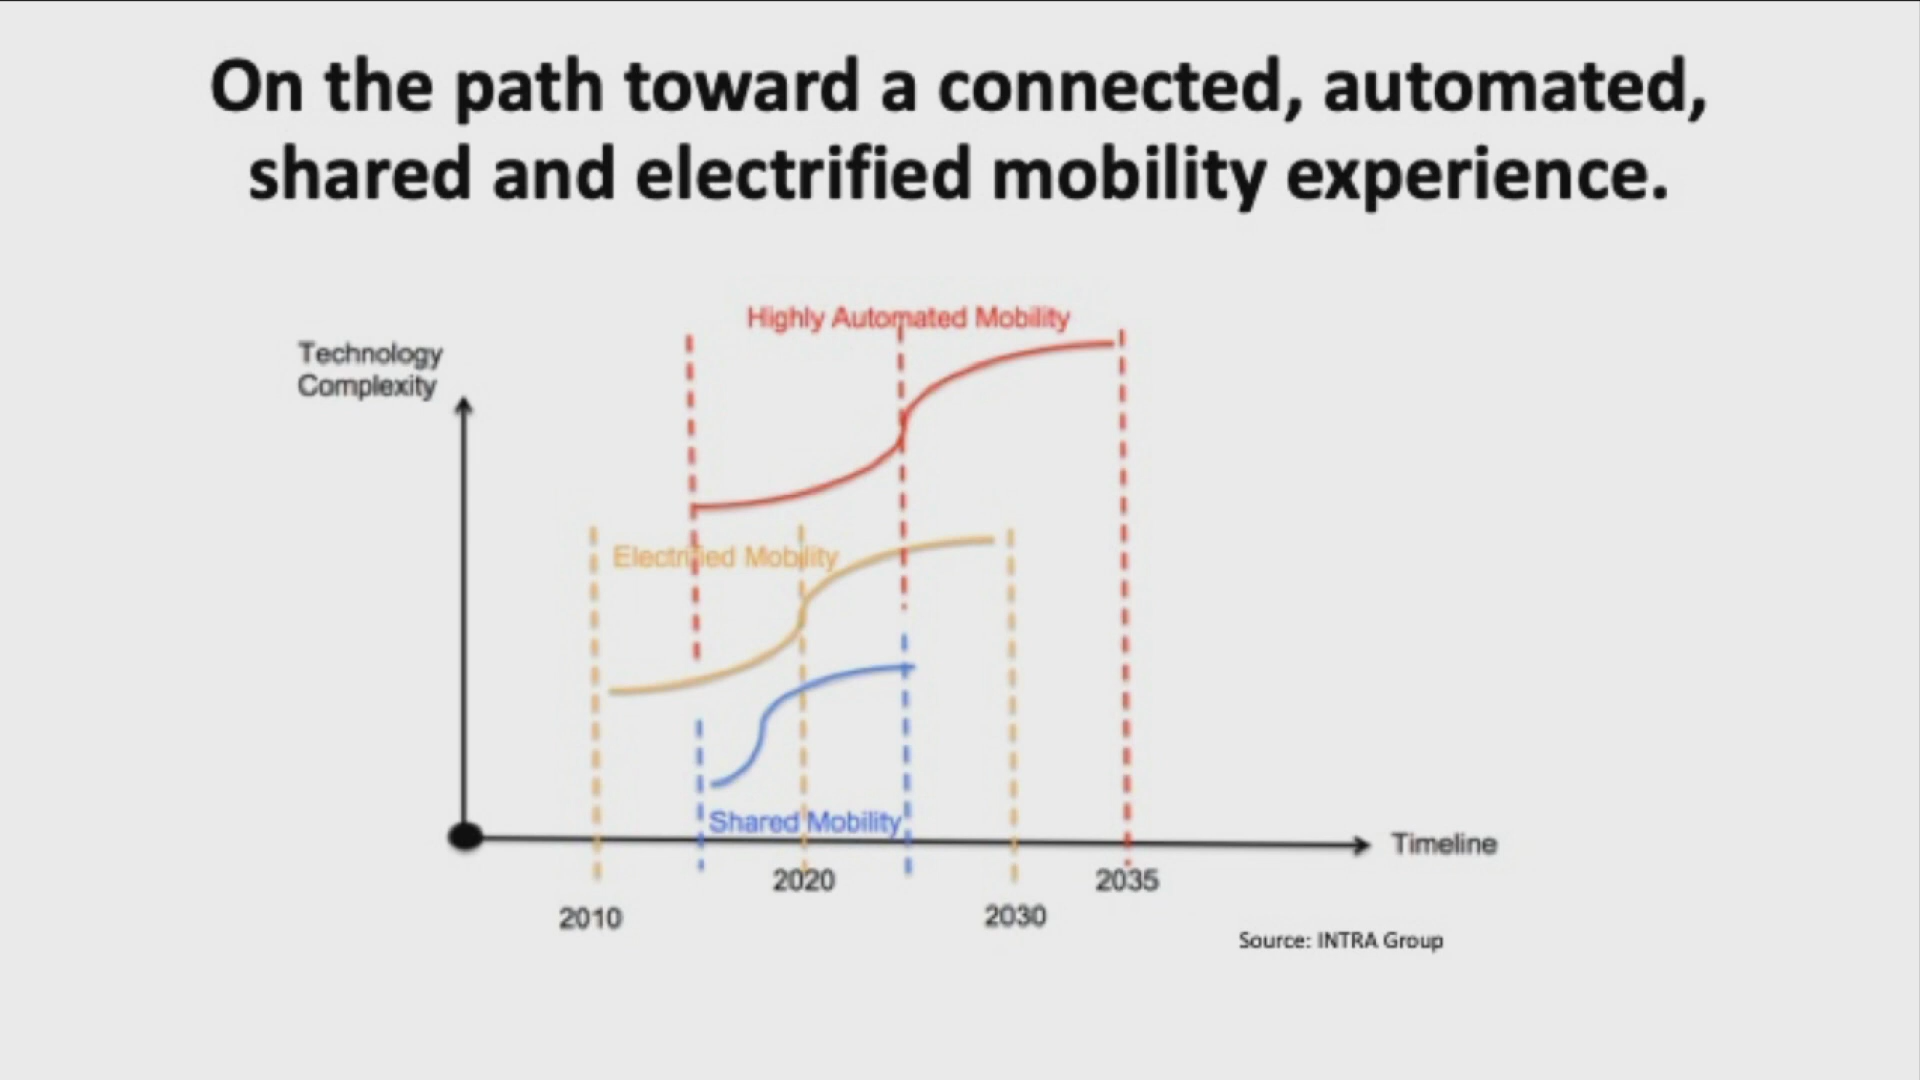 On the path toward a connected, automated,
shared and electrified mobility experience.
Highly Automated Mobility
Technology
Complexity
Electrified Mobility
Shared Mobility
Timeline
2020
2035
2010
2030
Source: INTRA Group